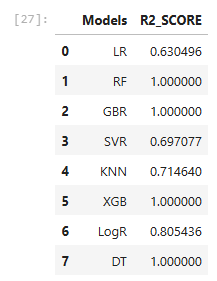 [27]:
Models R2_SCORE
0 LR 0.630496
1 RF 1.000000
2 GBR 1.000000
3 SVR 0.697077
4 KNN 0.714640
5 XGB 1.000000
6 LogR 0.805436
7 DT 1.000000